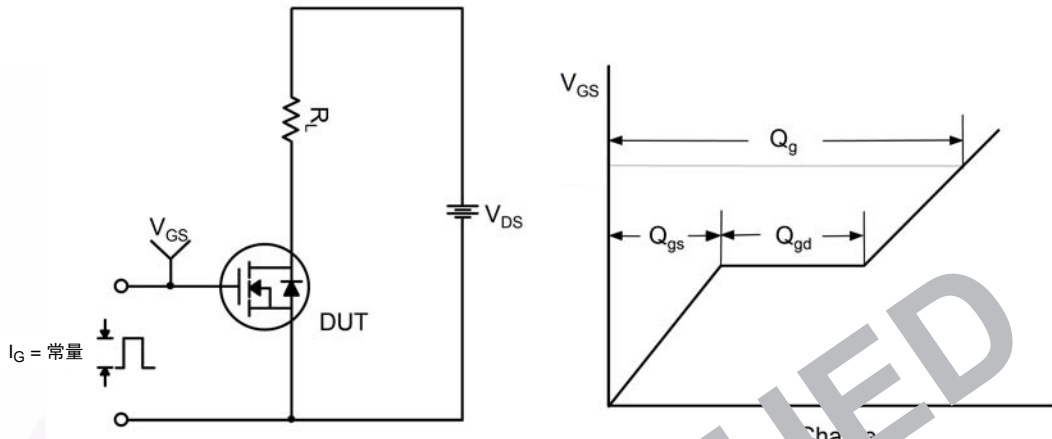 V_GS
R_L
V_DS
V_GS
DUT
I_G = 常量
Q_g
Q_gs
Q_gd